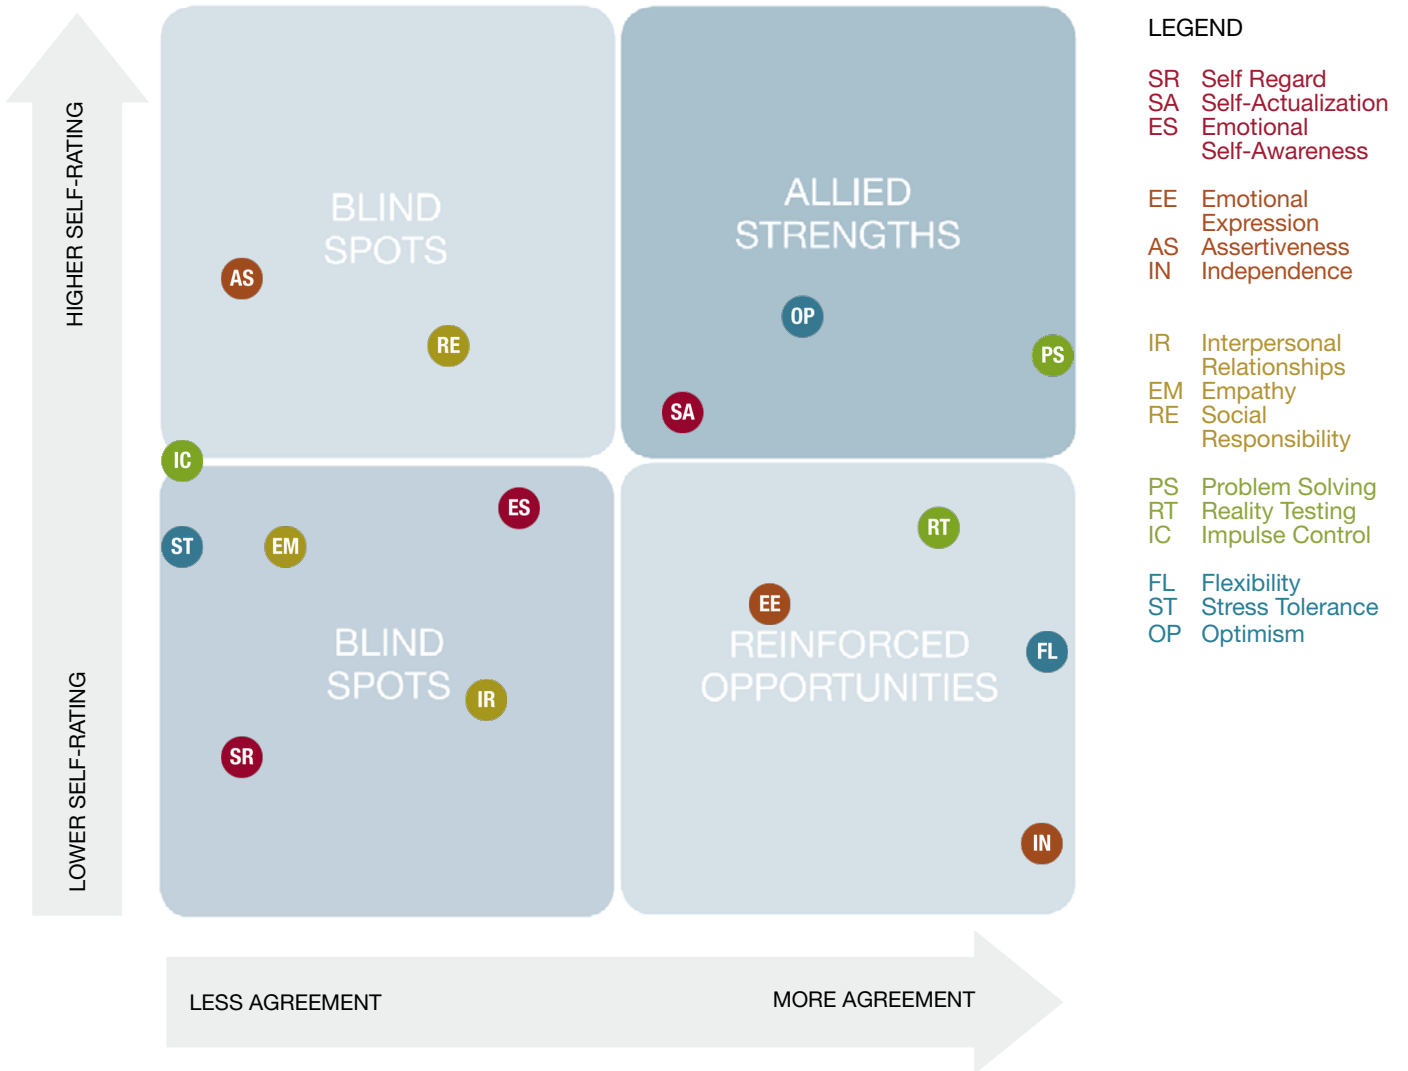 HIGHER SELF-RATING
LOWER SELF-RATING
BLIND
SPOTS
AS
RE
ALLIED
STRENGTHS
OP
PS
SA
IC
ES
ST
EM
BLIND
SPOTS
IR
SR
RT
EE
REINFORCED
OPPORTUNITIES
FL
IN
LESS AGREEMENT
MORE AGREEMENT
LEGEND
SR Self Regard
SA Self-Actualization
ES Emotional
Self-Awareness
EE Emotional
Expression
AS Assertiveness
IN Independence
IR Interpersonal
Relationships
EM Empathy
RE Social
Responsibility
PS Problem Solving
RT Reality Testing
IC Impulse Control
FL Flexibility
ST Stress Tolerance
OP Optimism